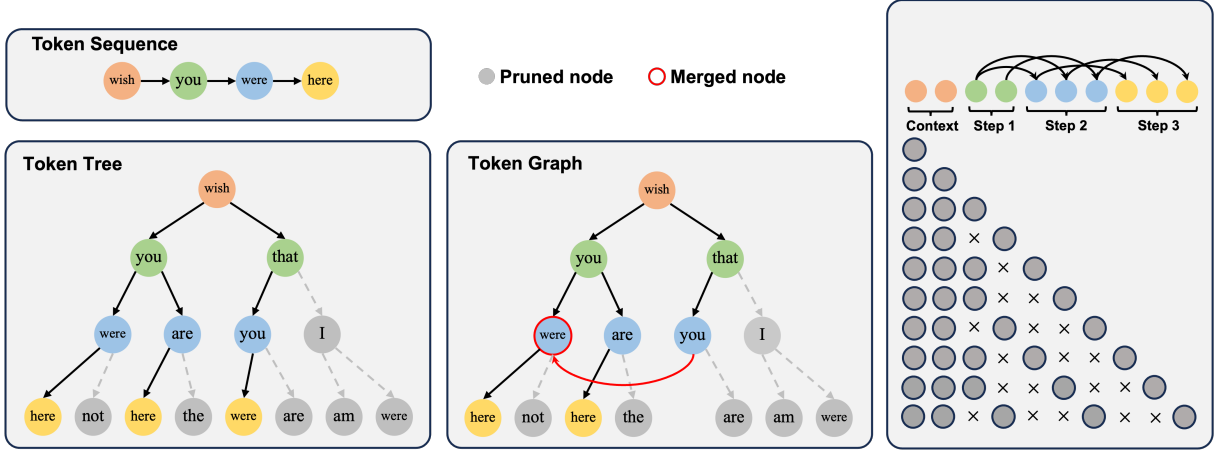 Token Sequence
wish you were here
Pruned node
Merged node
Token Tree
wish
you that
were are you I
here not here the were are am were
Token Graph
wish
you that
were are you I
here not here the are am were
Context Step 1 Step 2 Step 3
×
×
× ×
× × ×
× × ×
× × ×
× × × ×
× × × × ×